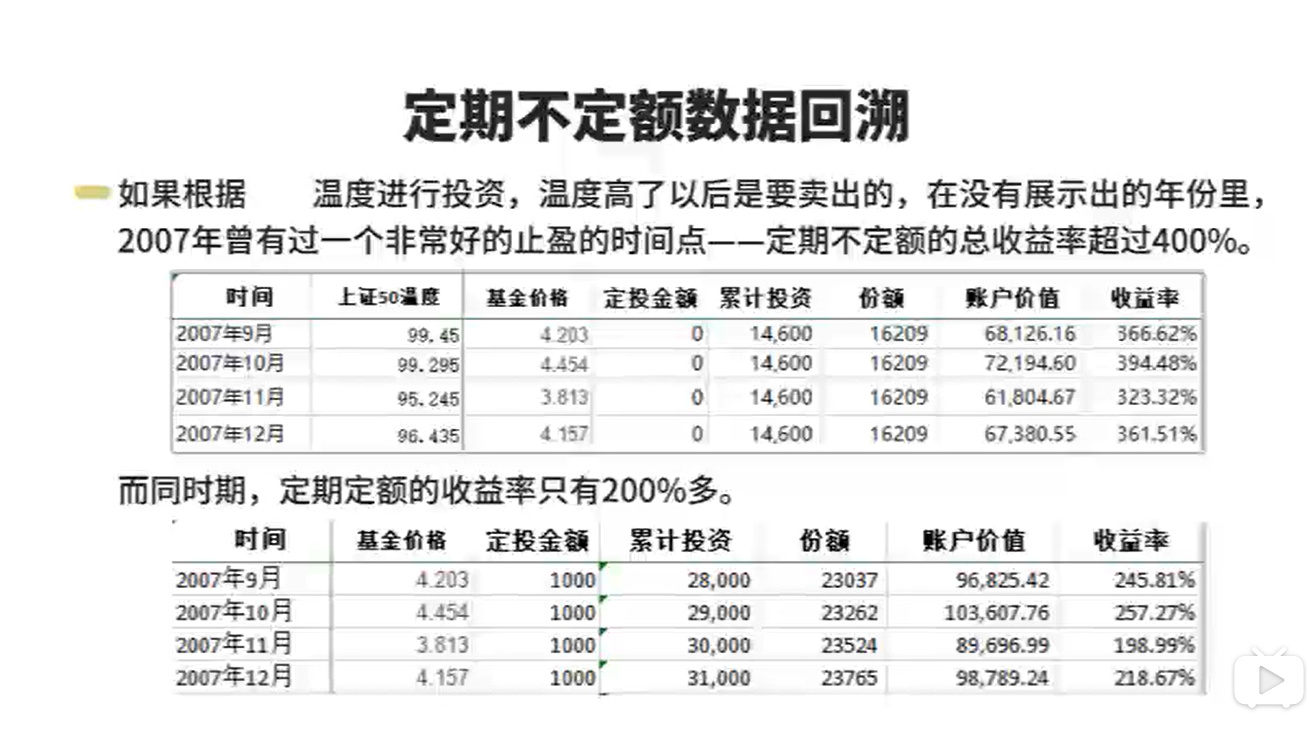 定期不定额数据回溯
如果根据 温度进行投资，温度高了以后是要卖出的，在没有展示出的年份里，
2007年曾有过一个非常好的止盈的时间点——定期不定额的总收益率超过400%。
时间 上证50温度 基金价格 定投金额 累计投资 份额 账户价值 收益率
2007年9月 99.45 4.203 0 14,600 16209 68,126.16 366.62%
2007年10月 99.295 4.454 0 14,600 16209 72,194.60 394.48%
2007年11月 95.245 3.813 0 14,600 16209 61,804.67 323.32%
2007年12月 96.435 4.157 0 14,600 16209 67,380.55 361.51%
而同时期，定期定额的收益率只有200%多。
时间 基金价格 定投金额 累计投资 份额 账户价值 收益率
2007年9月 4.203 1000 28,000 23037 96,825.42 245.81%
2007年10月 4.454 1000 29,000 23262 103,607.76 257.27%
2007年11月 3.813 1000 30,000 23524 89,696.99 198.99%
2007年12月 4.157 1000 31,000 23765 98,789.24 218.67%